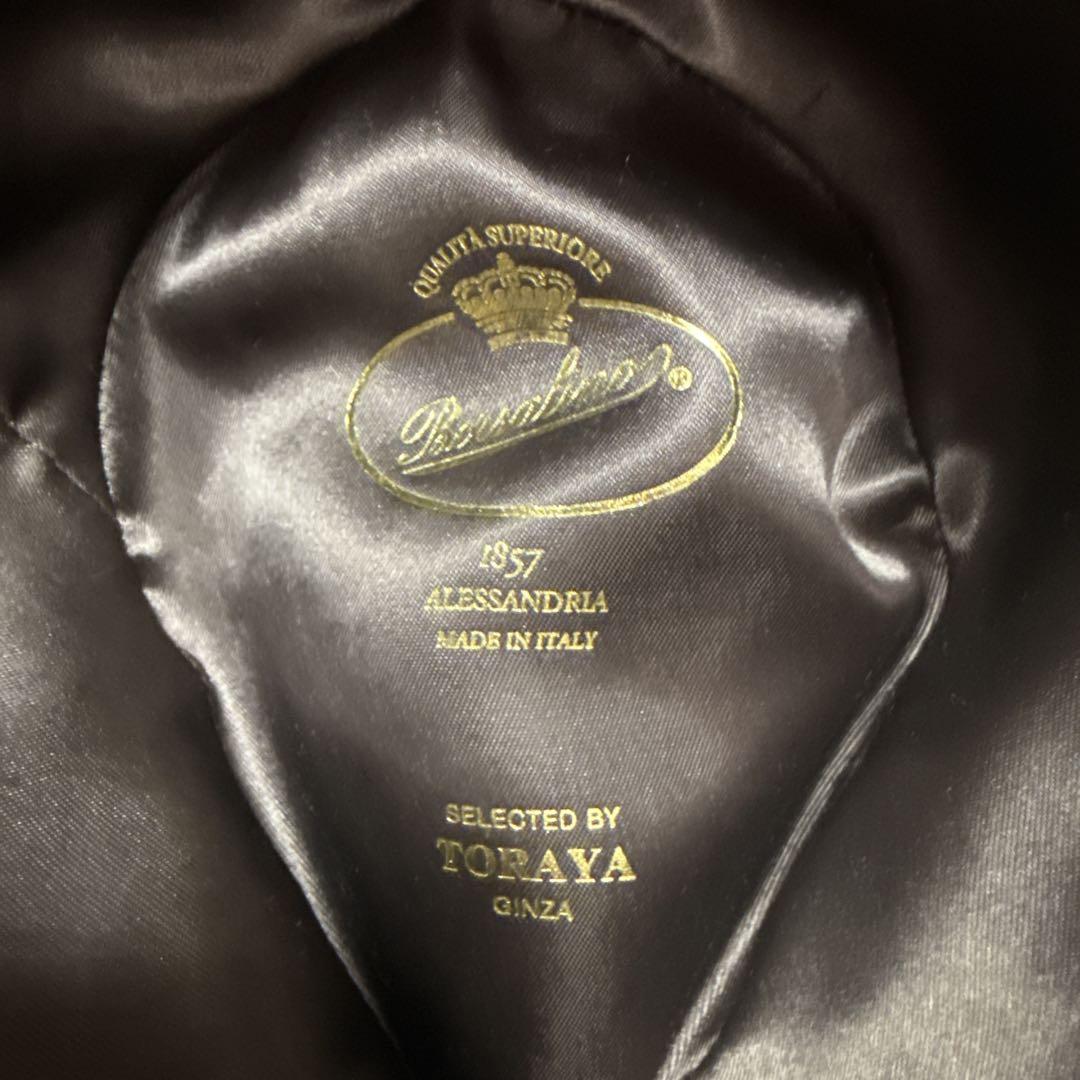 QUALITÀ SUPERIORE
Borsalino ®
1857
ALESSANDRIA
MADE IN ITALY
SELECTED BY
TORAYA
GINZA